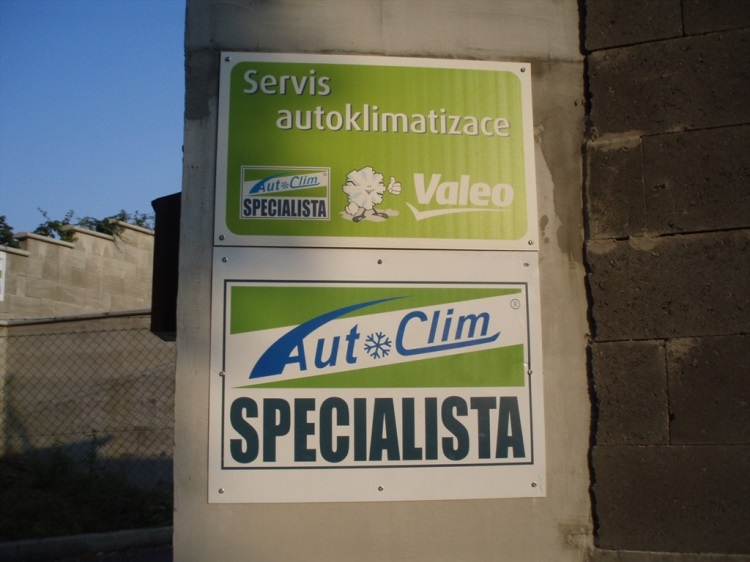 Servis
autoklimatizace
AutoClim
SPECIALISTA
Valeo
AutoClim ®
SPECIALISTA